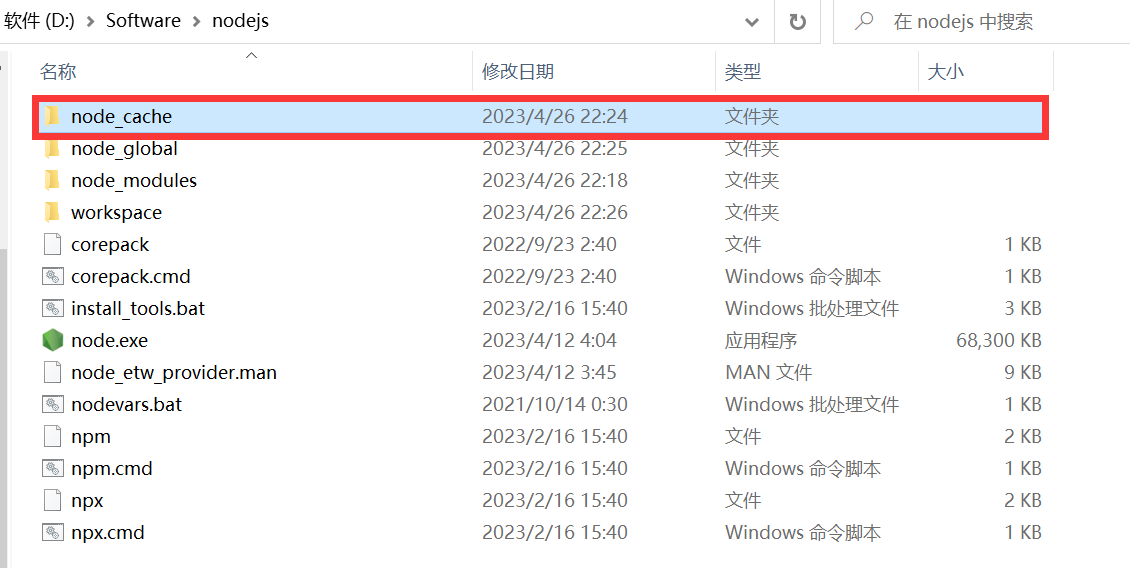 软件 (D:) > Software > nodejs
在 nodejs 中搜索
名称 修改日期 类型 大小
node_cache 2023/4/26 22:24 文件夹
node_global 2023/4/26 22:25 文件夹
node_modules 2023/4/26 22:18 文件夹
workspace 2023/4/26 22:26 文件夹
corepack 2022/9/23 2:40 文件 1 KB
corepack.cmd 2022/9/23 2:40 Windows 命令脚本 1 KB
install_tools.bat 2023/2/16 15:40 Windows 批处理文件 3 KB
node.exe 2023/4/12 4:04 应用程序 68,300 KB
node_etw_provider.man 2023/4/12 3:45 MAN 文件 9 KB
nodevars.bat 2021/10/14 0:30 Windows 批处理文件 1 KB
npm 2023/2/16 15:40 文件 2 KB
npm.cmd 2023/2/16 15:40 Windows 命令脚本 1 KB
npx 2023/2/16 15:40 文件 2 KB
npx.cmd 2023/2/16 15:40 Windows 命令脚本 1 KB